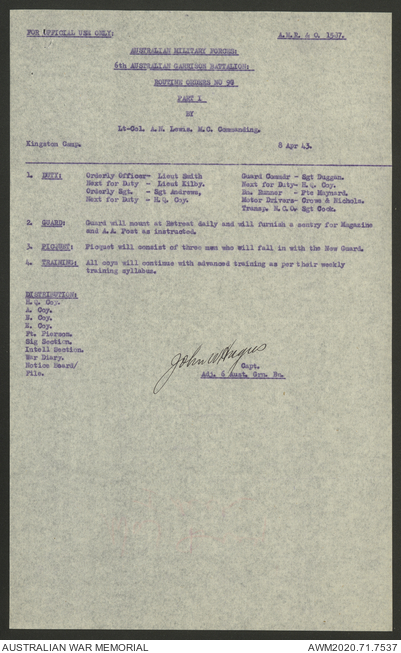 FOR OFFICIAL USE ONLY: A.M.R. & O. 1537.
AUSTRALIAN MILITARY FORCES:
6th AUSTRALIAN GARRISON BATTALION:
ROUTINE ORDERS NO 98
PART 1
BY
Lt-Col. A.N. Lewis, M.C. Commanding.
Kingston Camp. 8 Apr 43.
1. DUTY: Orderly Officer- Lieut Smith Guard Commdr - Sgt Duggan.
Next for Duty - Lieut Kilby. Next for Duty- H.Q. Coy.
Orderly Sgt. - Sgt Andrews, Bn. Runner - Pte Maynard.
Next for Duty - H.Q. Coy. Motor Drivers- Crowe & Nichols.
Transp. N.C.O- Sgt Cook.
2. GUARD: Guard will mount at Retreat daily and will furnish a sentry for Magazine
and A.A. Post as instructed.
3. PICQUET: Picquet will consist of three men who will fall in with the New Guard.
4. TRAINING: All coys will continue with advanced training as per their weekly
training syllabus.
DISTRIBUTION:
H.Q. Coy.
A. Coy.
Coy.
Coy.
Ft. Pierson.
Sig Section.
Intell Section.
War Diary.
Notice Board/
File.
John
Capt.
Adj. 6 Aust. Grn. Bn.
AUSTRALIAN WAR MEMORIAL AWM2020.71.7537